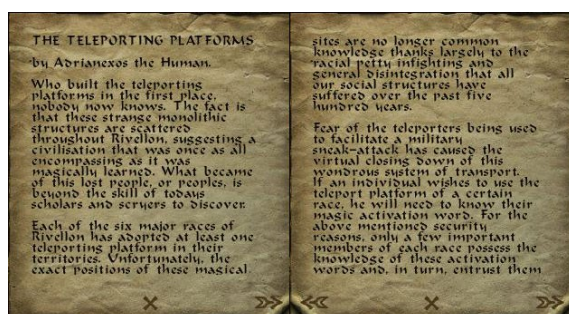 THE TELEPORTING PLATFORMS
by Adrianexos the Human.
Who built the teleporting
platforms in the first place,
nobody now knows. The fact is
that these strange monolithic
structures are scattered
throughout Rivellon, suggesting a
civilisation that was once as all
encompassing as it was
magically learned. What became
of this lost people, or peoples, is
beyond the skill of todays
scholars and scryers to discover.
Each of the six major races of
Rivellon has adopted at least one
teleporting platform in their
territories. Unfortunately, the
exact positions of these magical
sites are no longer common
knowledge thanks largely to the
racial petty infighting and
general disintegration that all
our social structures have
suffered over the past five
hundred years.
Fear of the teleporters being used
to facilitate a military
sneak-attack has caused the
virtual closing down of this
wondrous system of transport.
If an individual wishes to use the
teleport platform of a certain
race, he will need to know their
magic activation word. For the
above mentioned security
reasons, only a few important
members of each race possess the
knowledge of these activation
words and, in turn, entrust them